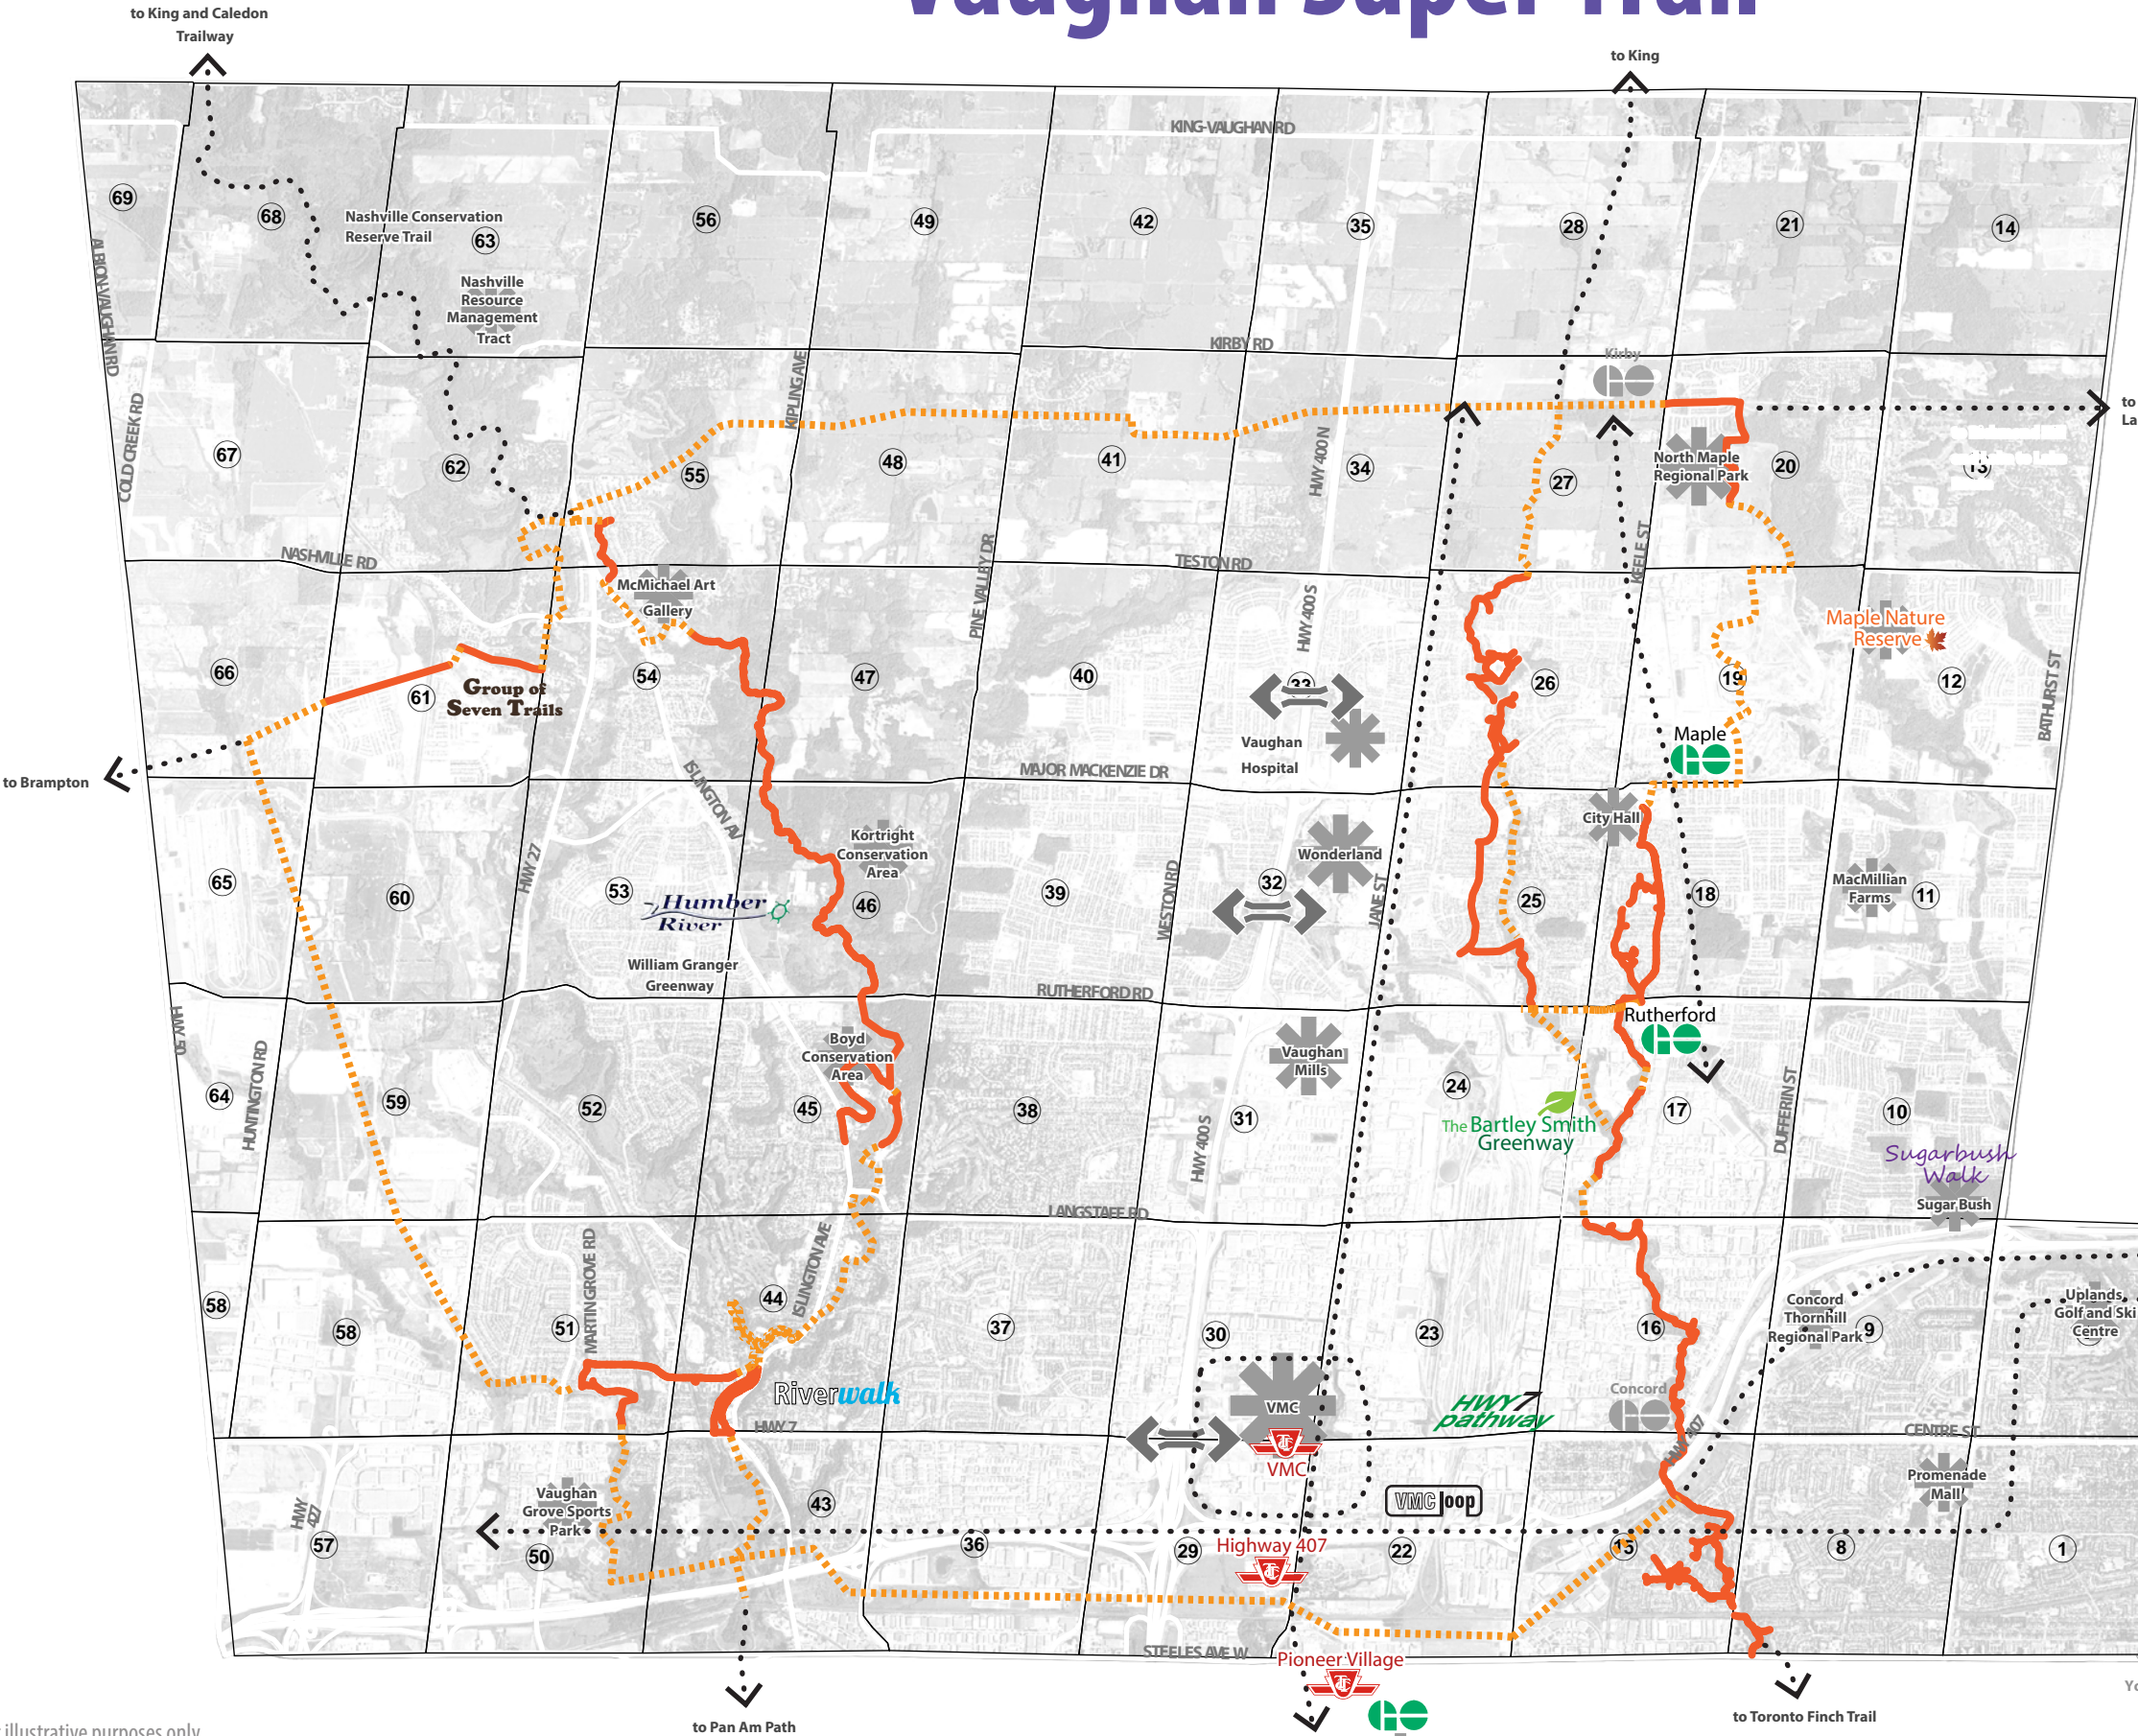 Vaughan Super Trail
to King and Caledon
Trailway
to King
KING-VAUGHAN RD
69
68
Nashville Conservation
Reserve Trail
63
56
49
42
35
28
21
14
ALBION-VAUGHAN RD
Nashville
Resource
Management
Tract
KIRBY RD
Kirby
GO
to
La
COLD CREEK RD
KIPLING AVE
67
62
55
48
41
HWY 400 N
34
27
North Maple
Regional Park
20
13
NASHVILLE RD
PINE VALLEY DR
TESTON RD
KEELE ST
McMichael Art
Gallery
HWY 400 S
Maple Nature
Reserve
66
61
Group of
Seven Trails
54
47
40
33
26
19
12
BATHURST ST
Vaughan
Hospital
Maple
GO
to Brampton
ISLINGTON AV
MAJOR MACKENZIE DR
City Hall
Kortright
Conservation
Area
Wonderland
65
60
HWY 27
53
Humber
River
46
39
WESTON RD
32
JANE ST
25
18
MacMillian
Farms
11
William Granger
Greenway
RUTHERFORD RD
HWY 50
Rutherford
GO
HUNTINGTON RD
Boyd
Conservation
Area
Vaughan
Mills
64
59
52
45
38
HWY 400 S
31
24
The Bartley Smith
Greenway
17
DUFFERIN ST
10
Sugarbush
Walk
Sugar Bush
LANGSTAFF RD
MARTIN GROVE RD
ISLINGTON AVE
58
58
51
44
37
30
23
16
Concord
Thornhill
Regional Park
9
Uplands
Golf and Ski
Centre
Riverwalk
HWY 7
VMC
HWY 7
pathway
Concord
GO
HWY 407
CENTRE ST
VMC
Promenade
Mall
HWY
427
Vaughan
Grove Sports
Park
43
VMC loop
57
50
36
29
Highway 407
22
15
8
1
STEELES AVE W
Pioneer Village
GO
to Pan Am Path
to Toronto Finch Trail
illustrative purposes only